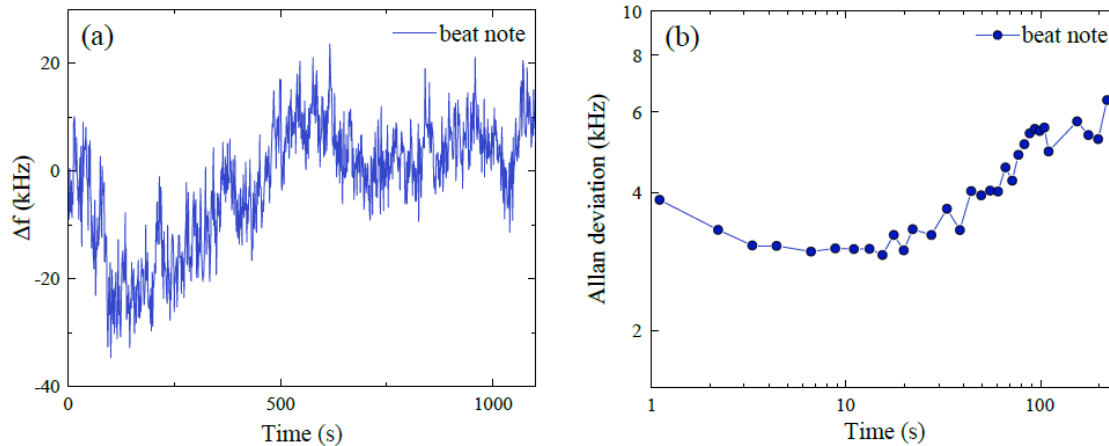 (a)
beat note
20
0
-20
-40
Δf (kHz)
0
500
1000
Time (s)
(b)
beat note
10
8
6
4
2
Allan deviation (kHz)
1
10
100
Time (s)